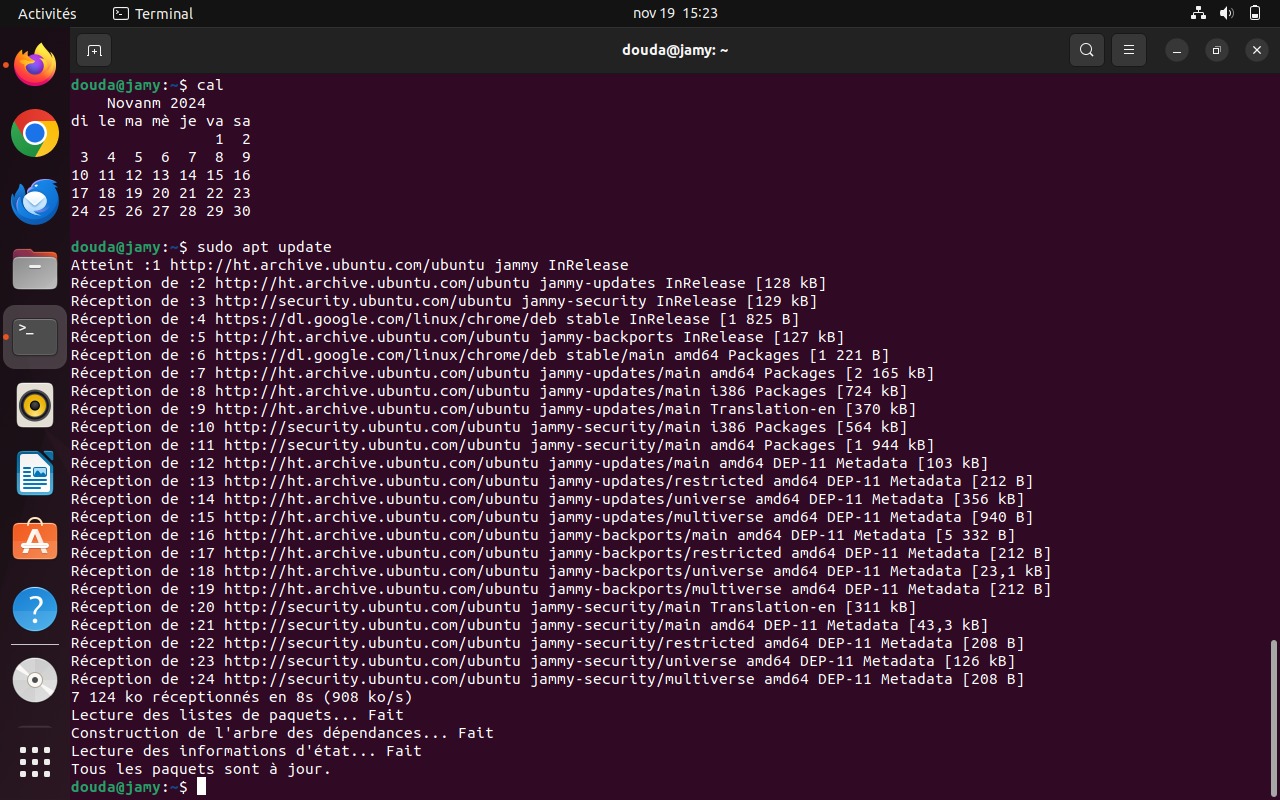 Activités
Terminal
nov 19 15:23
douda@jamy: ~
douda@jamy:~$ cal
    Novanm 2024
di le ma mè je va sa
                1  2
 3  4  5  6  7  8  9
10 11 12 13 14 15 16
17 18 19 20 21 22 23
24 25 26 27 28 29 30
douda@jamy:~$ sudo apt update
Atteint :1 http://ht.archive.ubuntu.com/ubuntu jammy InRelease
Réception de :2 http://ht.archive.ubuntu.com/ubuntu jammy-updates InRelease [128 kB]
Réception de :3 http://security.ubuntu.com/ubuntu jammy-security InRelease [129 kB]
Réception de :4 https://dl.google.com/linux/chrome/deb stable InRelease [1 825 B]
Réception de :5 http://ht.archive.ubuntu.com/ubuntu jammy-backports InRelease [127 kB]
Réception de :6 https://dl.google.com/linux/chrome/deb stable/main amd64 Packages [1 221 B]
Réception de :7 http://ht.archive.ubuntu.com/ubuntu jammy-updates/main amd64 Packages [2 165 kB]
Réception de :8 http://ht.archive.ubuntu.com/ubuntu jammy-updates/main i386 Packages [724 kB]
Réception de :9 http://ht.archive.ubuntu.com/ubuntu jammy-updates/main Translation-en [370 kB]
Réception de :10 http://security.ubuntu.com/ubuntu jammy-security/main i386 Packages [564 kB]
Réception de :11 http://security.ubuntu.com/ubuntu jammy-security/main amd64 Packages [1 944 kB]
Réception de :12 http://ht.archive.ubuntu.com/ubuntu jammy-updates/main amd64 DEP-11 Metadata [103 kB]
Réception de :13 http://ht.archive.ubuntu.com/ubuntu jammy-updates/restricted amd64 DEP-11 Metadata [212 B]
Réception de :14 http://ht.archive.ubuntu.com/ubuntu jammy-updates/universe amd64 DEP-11 Metadata [356 kB]
Réception de :15 http://ht.archive.ubuntu.com/ubuntu jammy-updates/multiverse amd64 DEP-11 Metadata [940 B]
Réception de :16 http://ht.archive.ubuntu.com/ubuntu jammy-backports/main amd64 DEP-11 Metadata [5 332 B]
Réception de :17 http://ht.archive.ubuntu.com/ubuntu jammy-backports/restricted amd64 DEP-11 Metadata [212 B]
Réception de :18 http://ht.archive.ubuntu.com/ubuntu jammy-backports/universe amd64 DEP-11 Metadata [23,1 kB]
Réception de :19 http://ht.archive.ubuntu.com/ubuntu jammy-backports/multiverse amd64 DEP-11 Metadata [212 B]
Réception de :20 http://security.ubuntu.com/ubuntu jammy-security/main Translation-en [311 kB]
Réception de :21 http://security.ubuntu.com/ubuntu jammy-security/main amd64 DEP-11 Metadata [43,3 kB]
Réception de :22 http://security.ubuntu.com/ubuntu jammy-security/restricted amd64 DEP-11 Metadata [208 B]
Réception de :23 http://security.ubuntu.com/ubuntu jammy-security/universe amd64 DEP-11 Metadata [126 kB]
Réception de :24 http://security.ubuntu.com/ubuntu jammy-security/multiverse amd64 DEP-11 Metadata [208 B]
7 124 ko réceptionnés en 8s (908 ko/s)
Lecture des listes de paquets... Fait
Construction de l'arbre des dépendances... Fait
Lecture des informations d'état... Fait
Tous les paquets sont à jour.
douda@jamy:~$